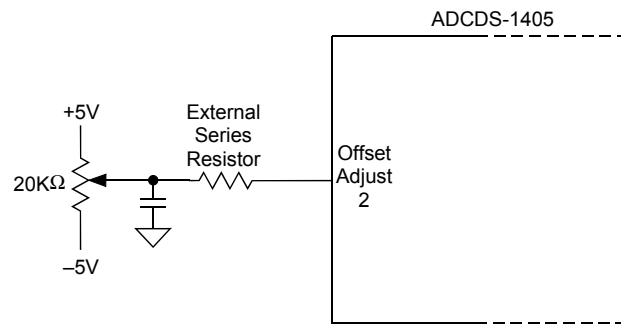 ADCDS-1405
+5V
External
Series
Resistor
20KΩ
Offset
Adjust
2
–5V